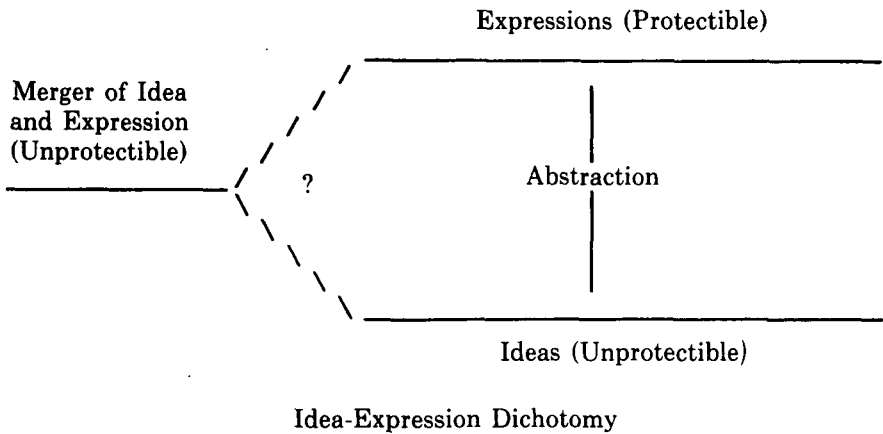 Expressions (Protectible)
Merger of Idea
and Expression
(Unprotectible)
?
Abstraction
Ideas (Unprotectible)
Idea-Expression Dichotomy